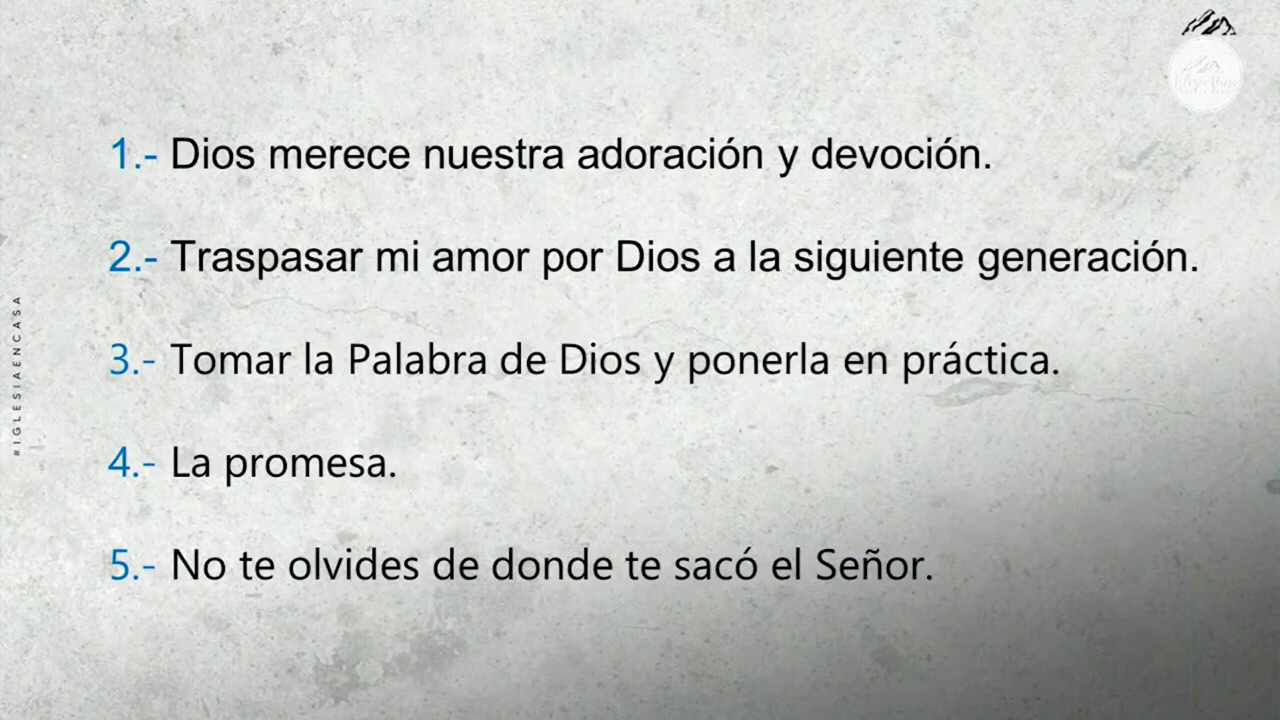 1.- Dios merece nuestra adoración y devoción.
2.- Traspasar mi amor por Dios a la siguiente generación.
3.- Tomar la Palabra de Dios y ponerla en práctica.
4.- La promesa.
5.- No te olvides de donde te sacó el Señor.
#IGLESIAENCASA